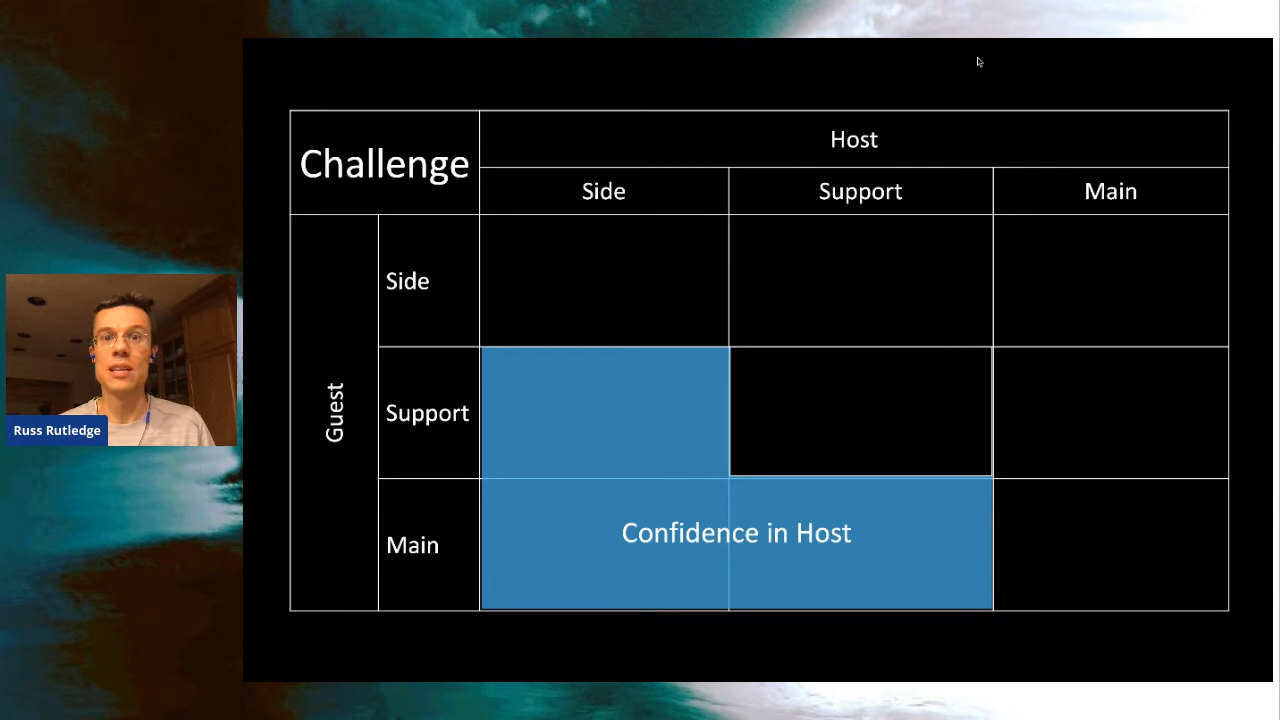 Challenge
Host
Side
Support
Main
Guest
Side
Support
Main
Confidence in Host
Russ Rutledge